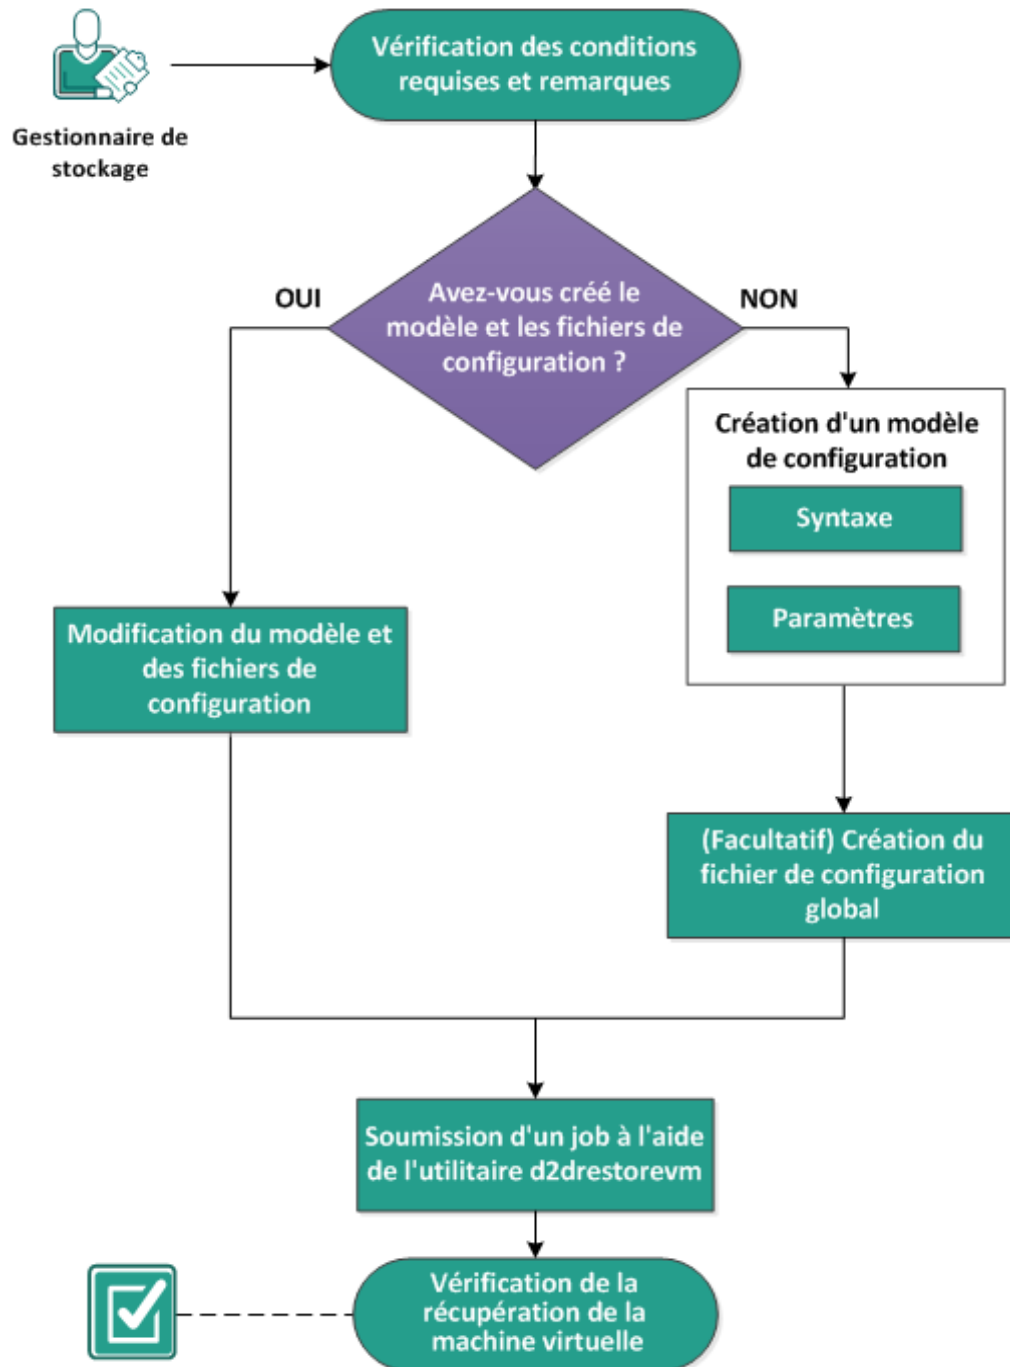 Vérification des conditions
requises et remarques
Gestionnaire de
stockage
OUI
Avez-vous créé le
modèle et les fichiers de
configuration ?
NON
Création d'un modèle
de configuration
Syntaxe
Paramètres
Modification du modèle et
des fichiers de
configuration
(Facultatif) Création du
fichier de configuration
global
Soumission d'un job à l'aide
de l'utilitaire d2drestorevm
Vérification de la
récupération de la
machine virtuelle